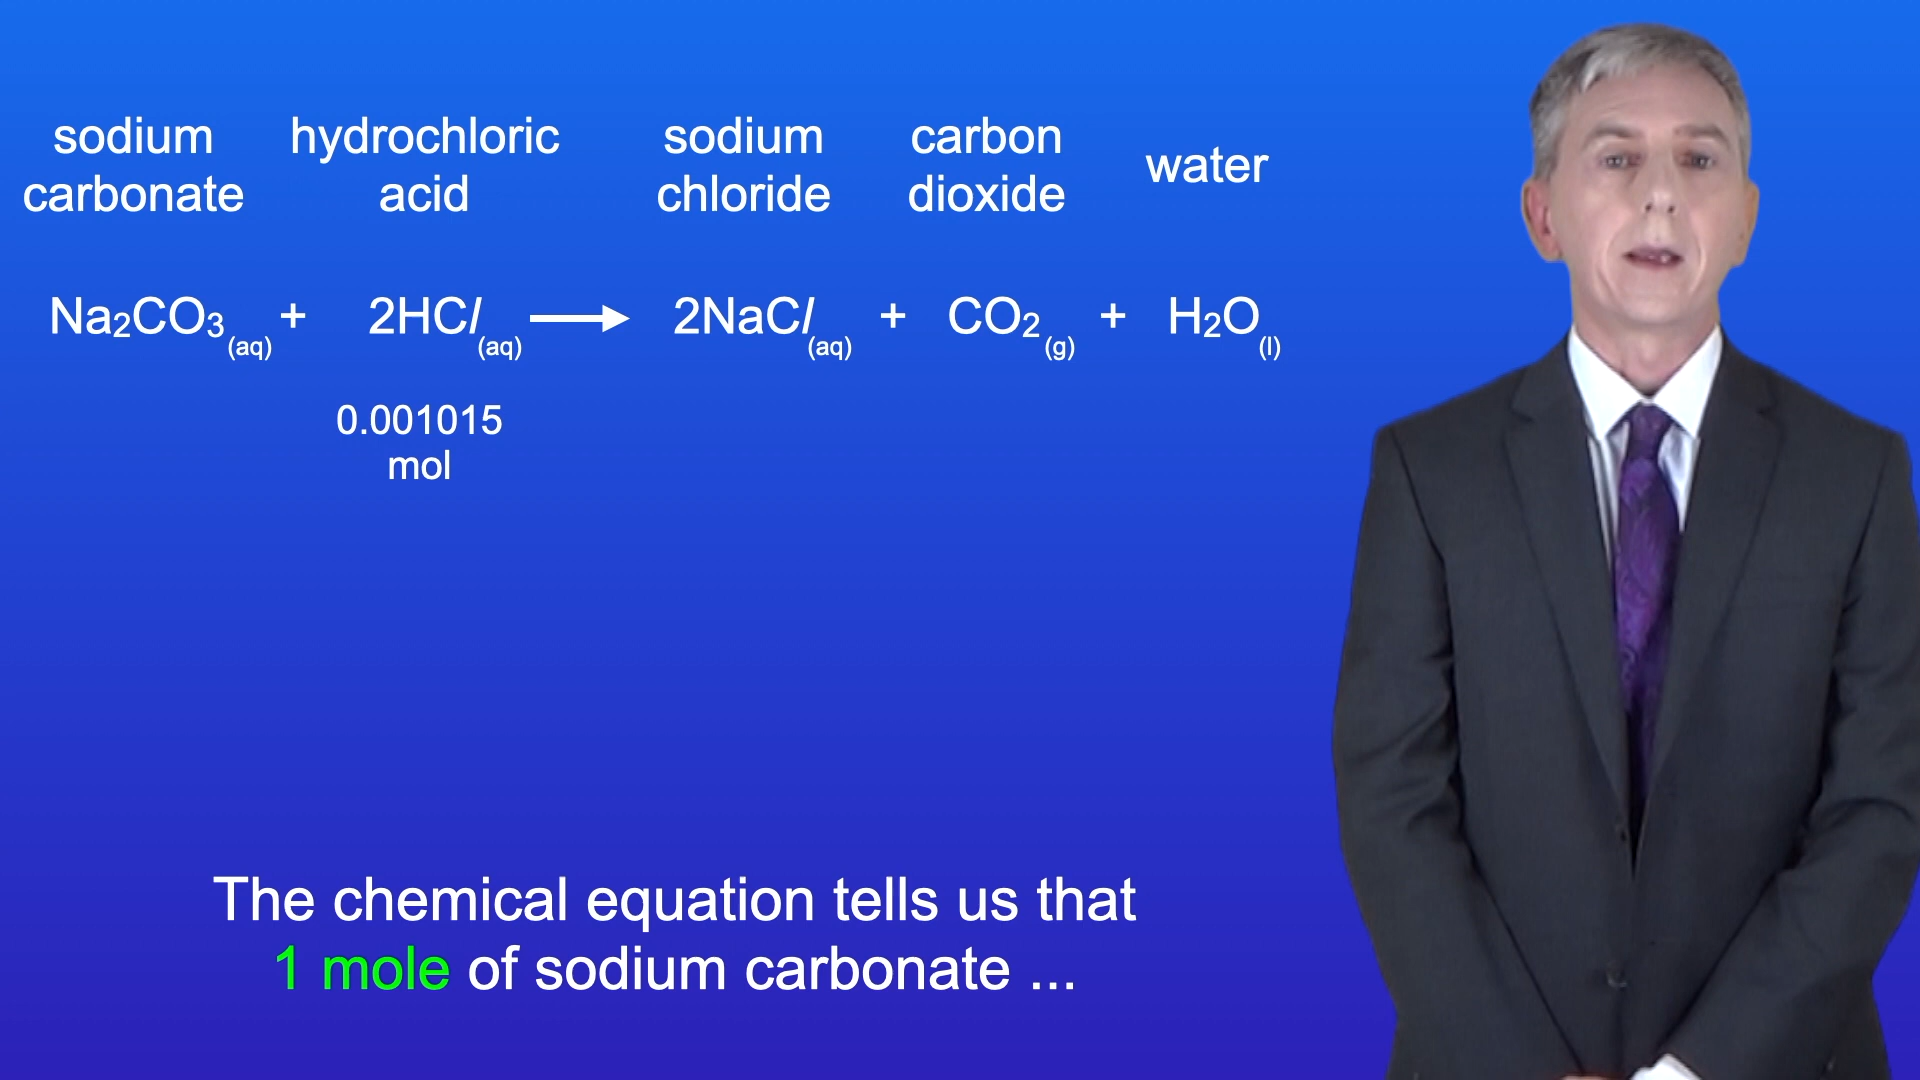 sodium carbonate hydrochloric acid sodium chloride carbon dioxide water
Na₂CO₃(aq) + 2HCl(aq) ⟶ 2NaCl(aq) + CO₂(g) + H₂O(l)
0.001015
mol
The chemical equation tells us that
1 mole of sodium carbonate ...